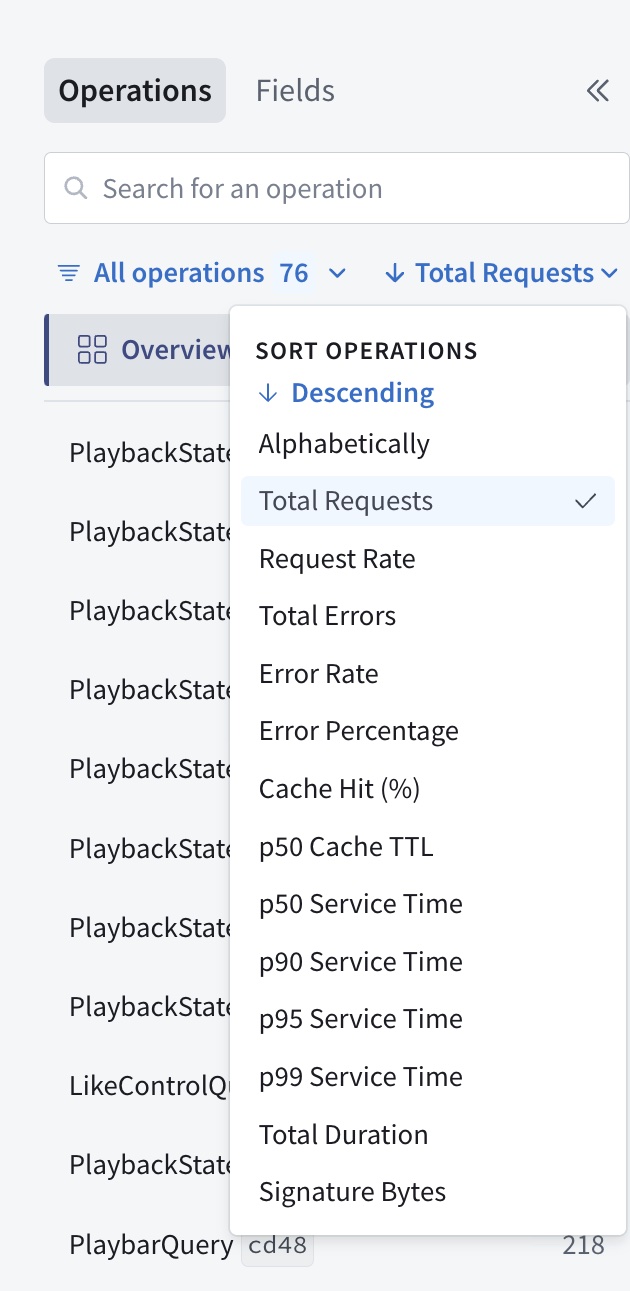 Operations Fields
Search for an operation
All operations 76 Total Requests
Overview
SORT OPERATIONS
Descending
Alphabetically
Total Requests
Request Rate
Total Errors
Error Rate
Error Percentage
Cache Hit (%)
p50 Cache TTL
p50 Service Time
p90 Service Time
p95 Service Time
p99 Service Time
Total Duration
Signature Bytes
PlaybackState
PlaybackState
PlaybackState
PlaybackState
PlaybackState
PlaybackState
PlaybackState
PlaybackState
LikeControlQu
PlaybackState
PlaybarQuery cd48 218